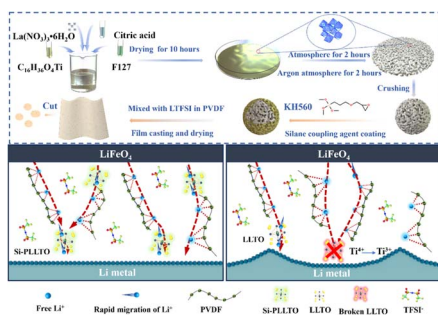 La(NO₃)₃•6H₂O
Citric acid
C₁₆H₃₆O₄Ti
F127
Drying for 10 hours
Atmosphere for 2 hours
Argon atmosphere for 2 hours
Crushing
KH560
Silane coupling agent coating
Mixed with LTFSI in PVDF
Film casting and drying
Cut
LiFeO₄
Si-PLLTO
Li metal
LiFeO₄
LLTO
Ti⁴⁺
Ti³⁺
Li metal
Free Li⁺
Rapid migration of Li⁺
PVDF
Si-PLLTO
LLTO
Broken LLTO
TFSI⁻